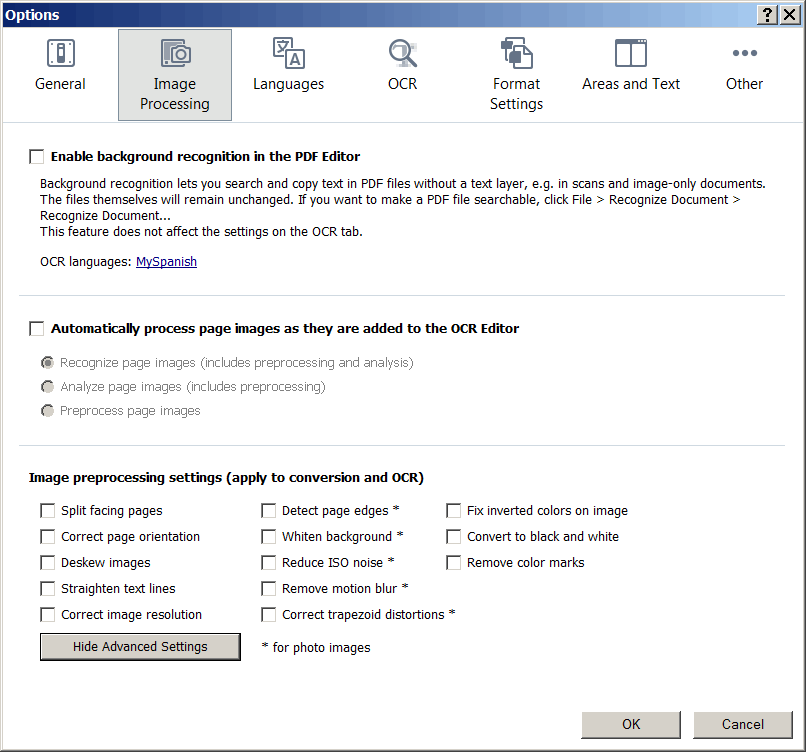 Options
General
Image
Processing
Languages
OCR
Format
Settings
Areas and Text
Other
Enable background recognition in the PDF Editor
Background recognition lets you search and copy text in PDF files without a text layer, e.g. in scans and image-only documents.
The files themselves will remain unchanged. If you want to make a PDF file searchable, click File > Recognize Document >
Recognize Document...
This feature does not affect the settings on the OCR tab.
OCR languages: MySpanish
Automatically process page images as they are added to the OCR Editor
Recognize page images (includes preprocessing and analysis)
Analyze page images (includes preprocessing)
Preprocess page images
Image preprocessing settings (apply to conversion and OCR)
Split facing pages
Detect page edges *
Fix inverted colors on image
Correct page orientation
Whiten background *
Convert to black and white
Deskew images
Reduce ISO noise *
Remove color marks
Straighten text lines
Remove motion blur *
Correct image resolution
Correct trapezoid distortions *
Hide Advanced Settings
* for photo images
OK
Cancel